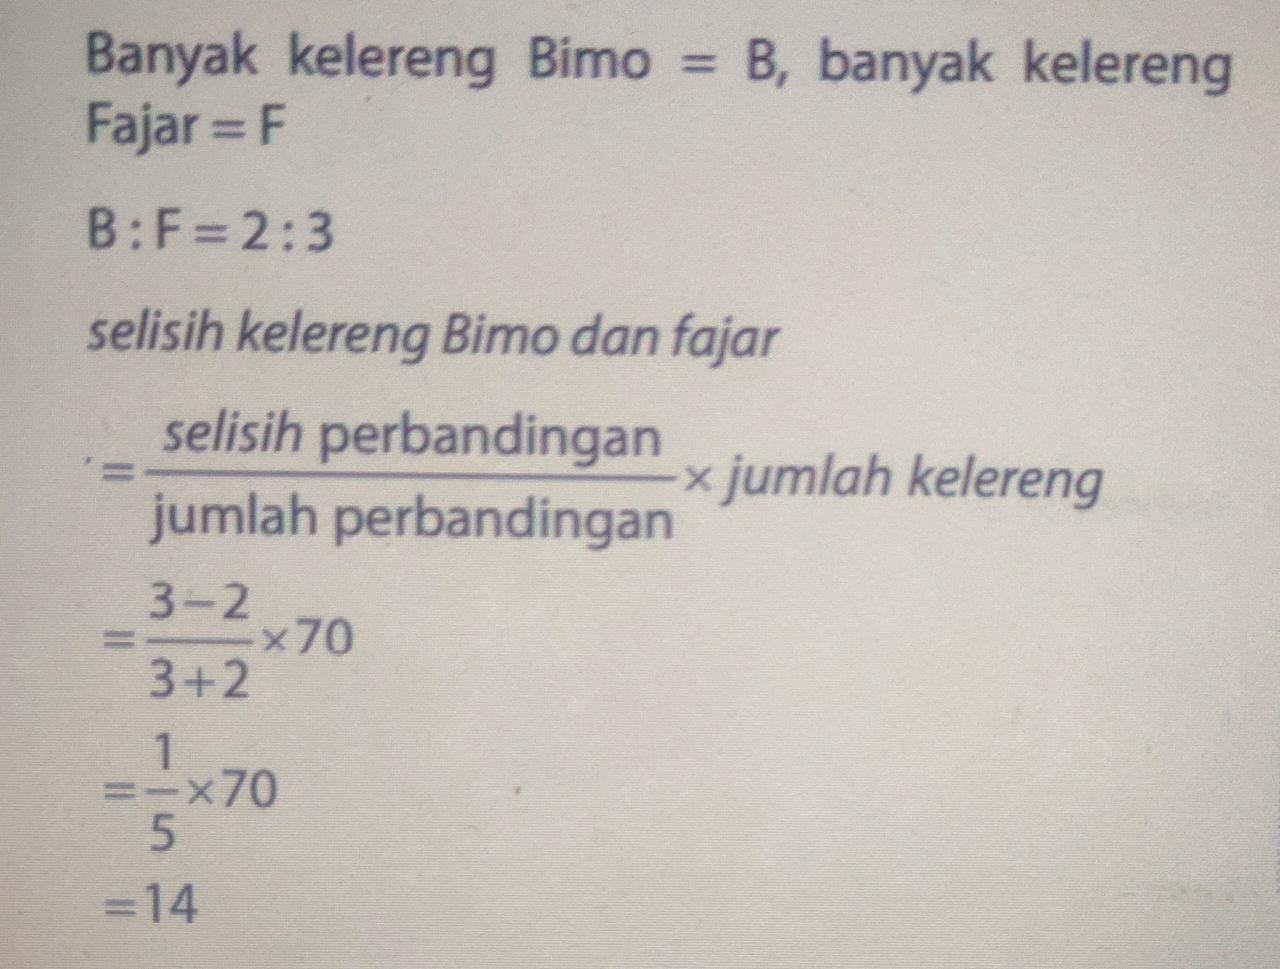 Banyak kelereng Bimo = B, banyak kelereng
Fajar = F
B : F = 2 : 3
selisih kelereng Bimo dan fajar
= selisih perbandingan / jumlah perbandingan × jumlah kelereng
= 3 − 2 / 3 + 2 × 70
= 1 / 5 × 70
= 14